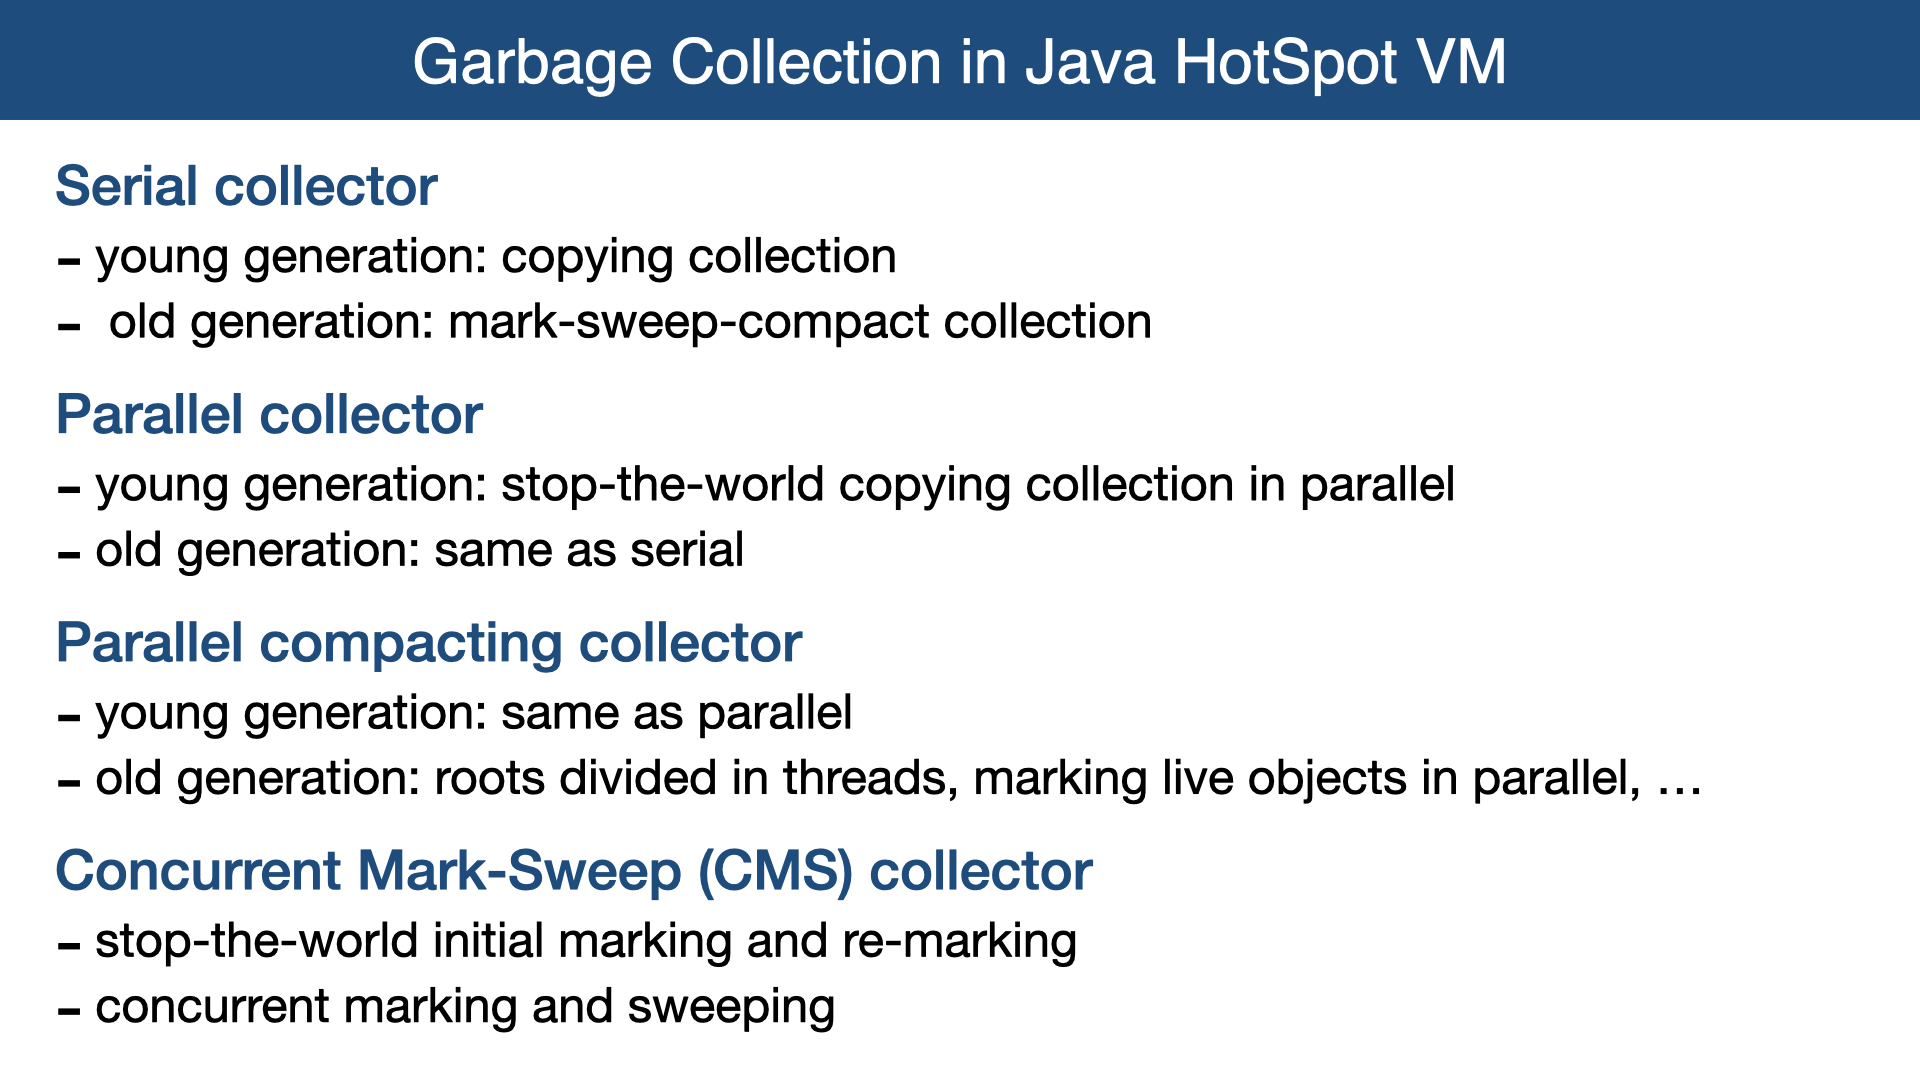 Garbage Collection in Java HotSpot VM
Serial collector
- young generation: copying collection
- old generation: mark-sweep-compact collection
Parallel collector
- young generation: stop-the-world copying collection in parallel
- old generation: same as serial
Parallel compacting collector
- young generation: same as parallel
- old generation: roots divided in threads, marking live objects in parallel, …
Concurrent Mark-Sweep (CMS) collector
- stop-the-world initial marking and re-marking
- concurrent marking and sweeping